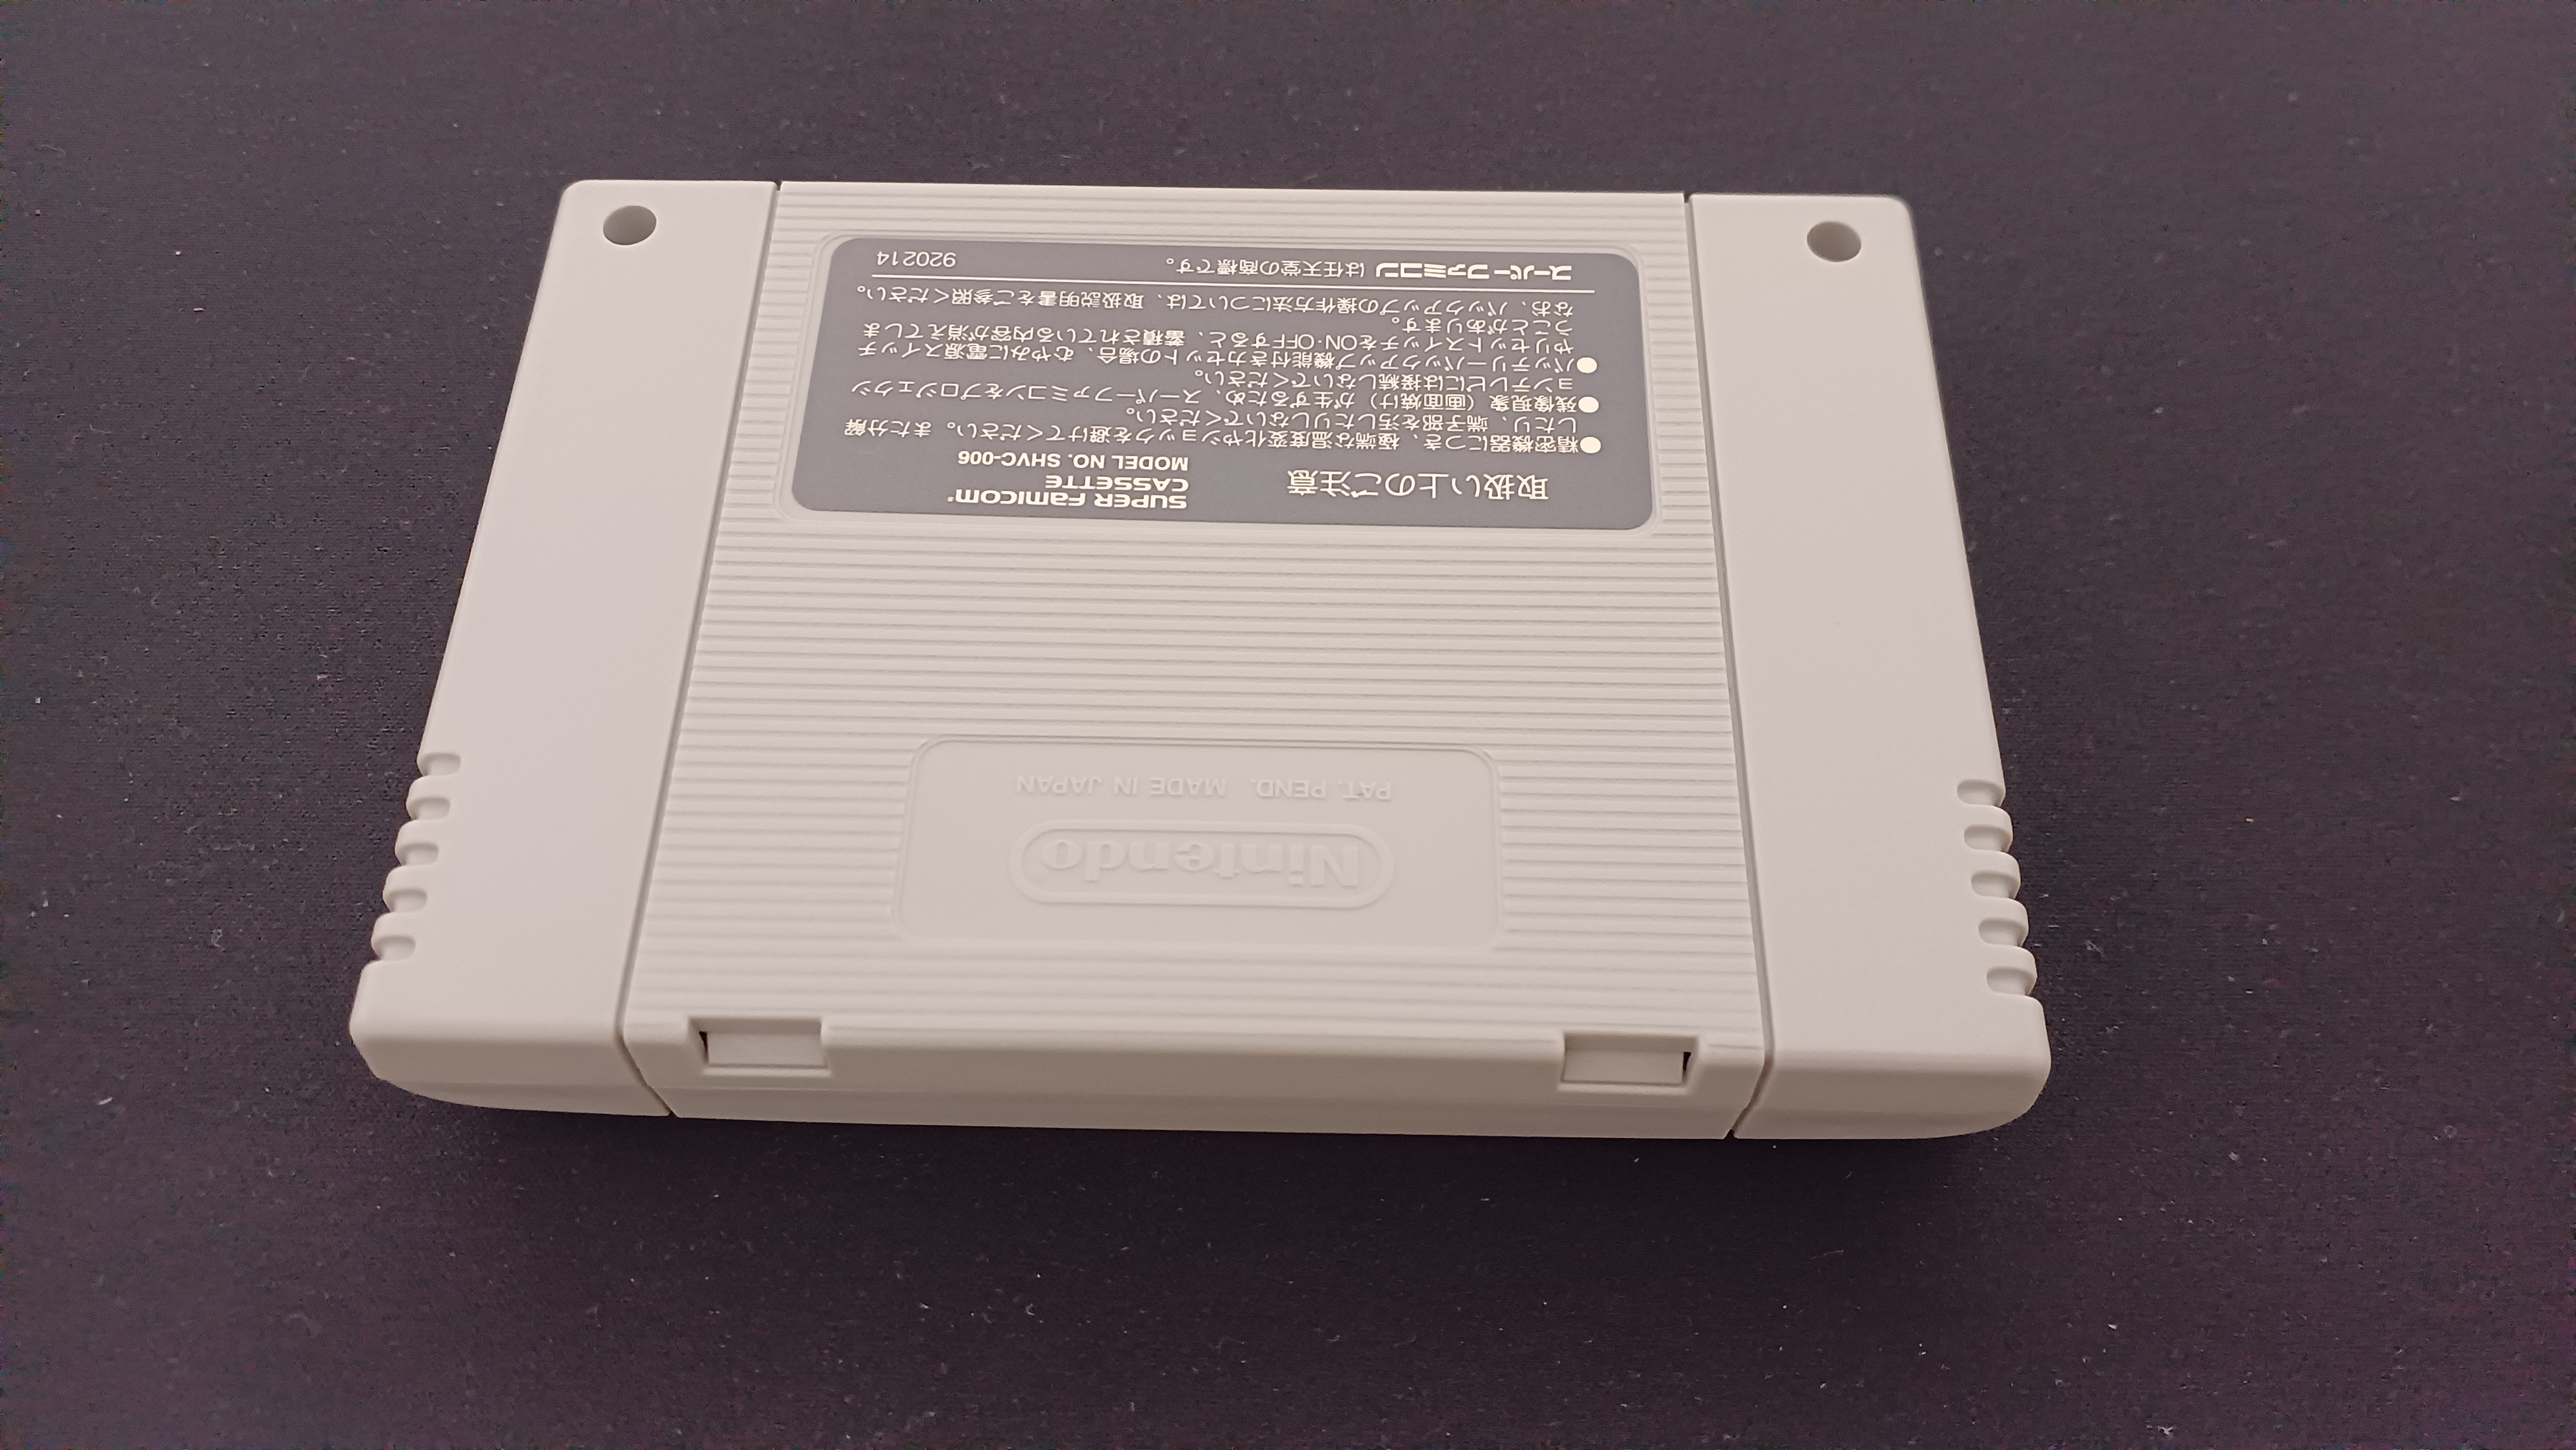 取扱い上のご注意
SUPER FAMICOM
CASSETTE
MODEL NO. SHVC-006
●精密機器につき、極端な温度変化やショックを避けてください。また分解
したり、端子部を汚したりしないでください。
●残像現象（画面焼け）が生ずるため、スーパーファミコンをプロジェクシ
ョンテレビには接続しないでください。
●バッテリーバックアップ機能付きカセットの場合、むやみに電源スイッチ
やリセットスイッチをON·OFFすると、蓄積されている内容が消えてしま
うことがあります。
なお、バックアップの操作方法については、取扱説明書をご参照ください。
スーパーファミコン は任天堂の商標です。 920214
Nintendo
PAT. PEND. MADE IN JAPAN